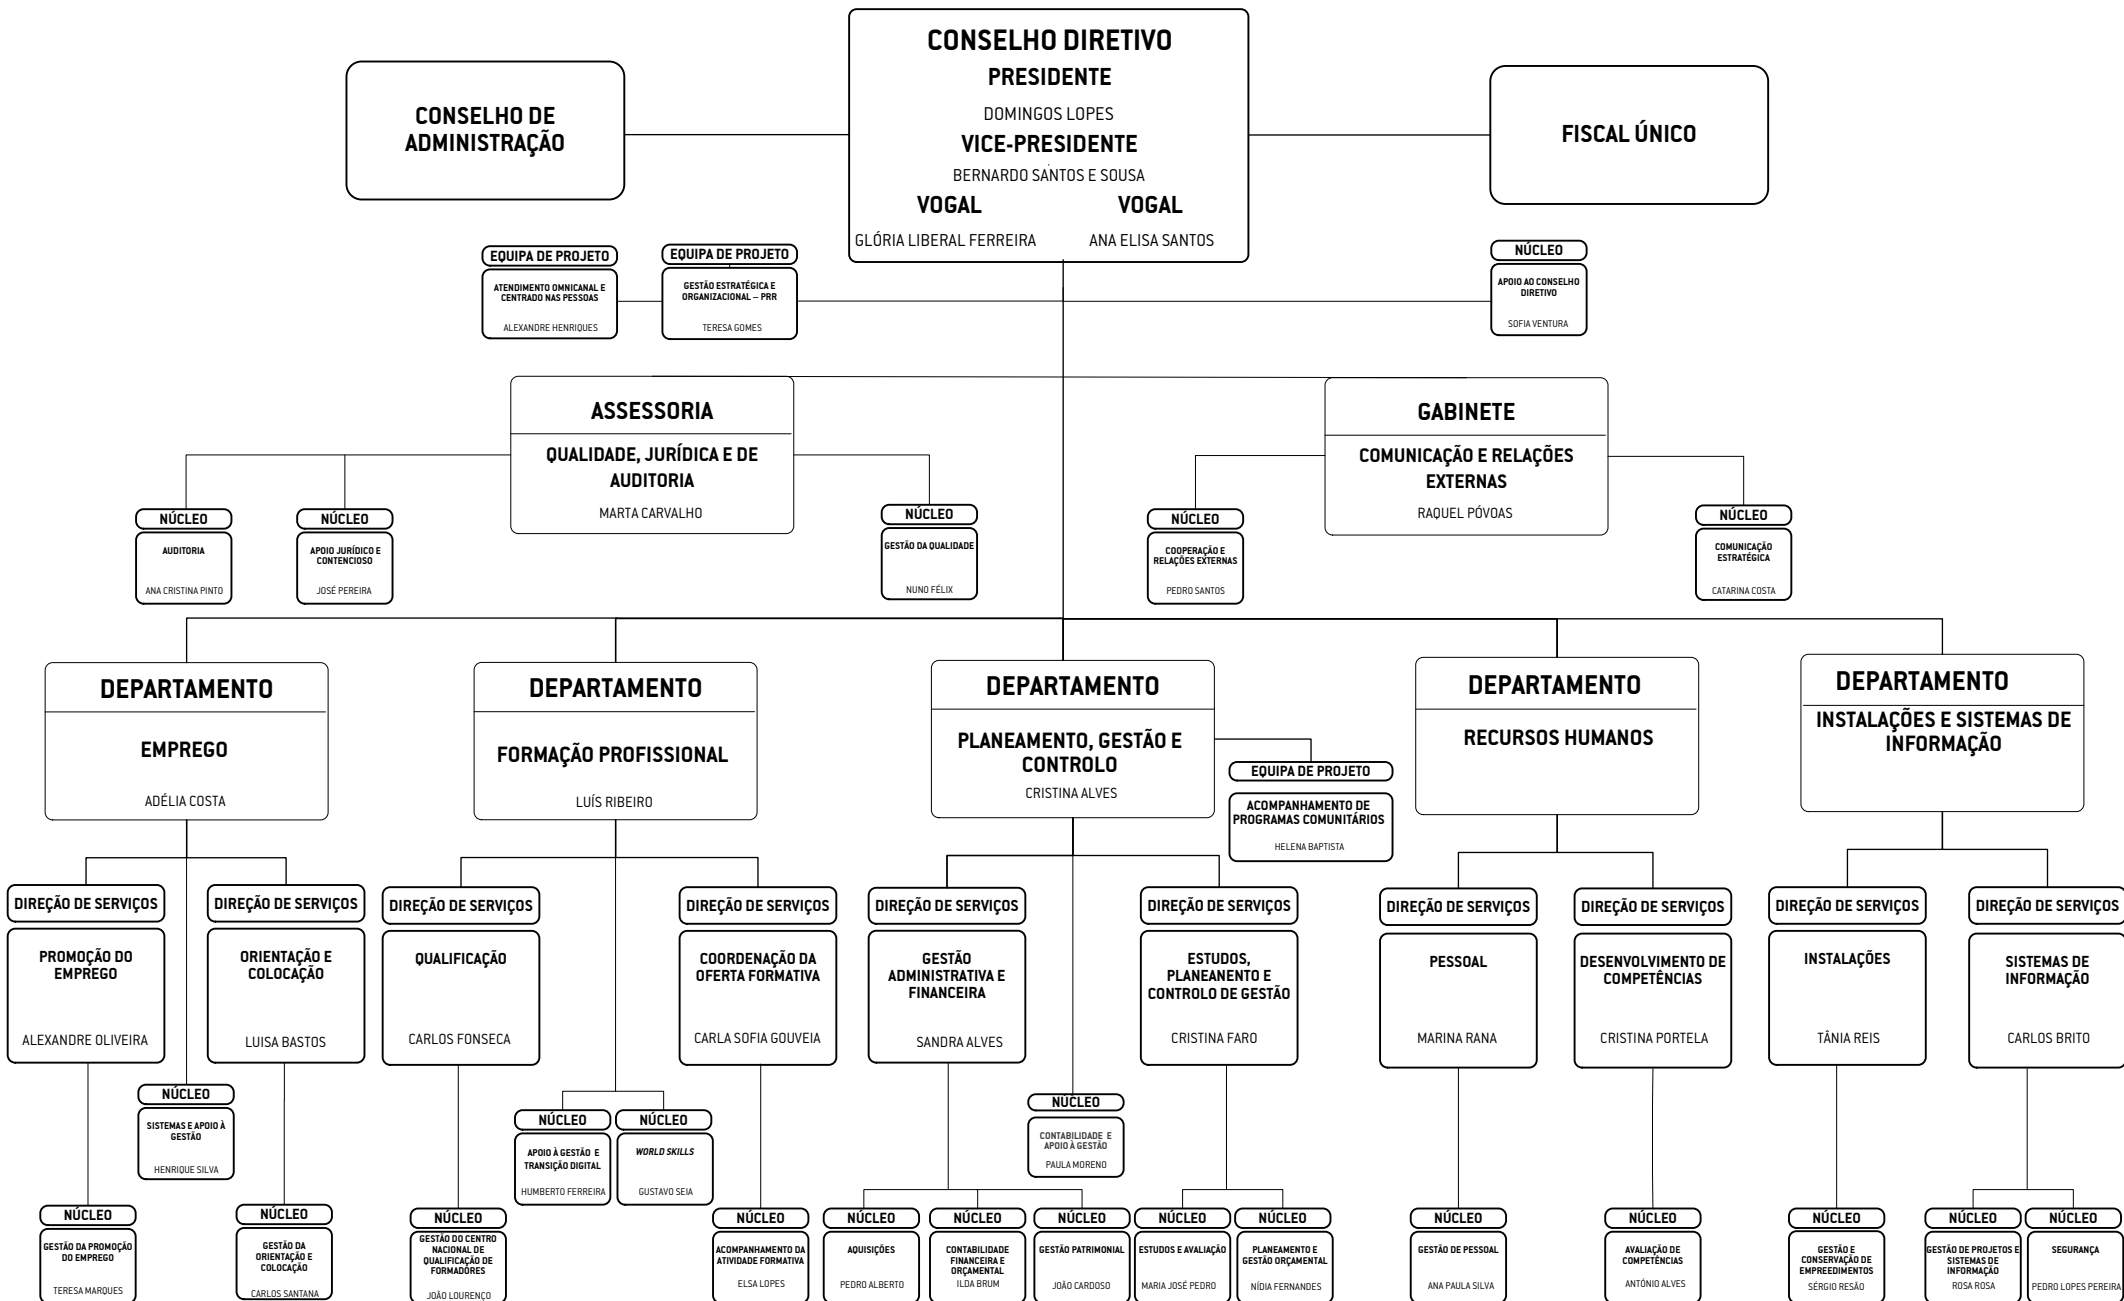 CONSELHO DIRETIVO
PRESIDENTE
DOMINGOS LOPES
VICE-PRESIDENTE
BERNARDO SANTOS E SOUSA
VOGAL
VOGAL
GLÓRIA LIBERAL FERREIRA
ANA ELISA SANTOS
CONSELHO DE
ADMINISTRAÇÃO
FISCAL ÚNICO
EQUIPA DE PROJETO
ATENDIMENTO OMNICANAL E
CENTRADO NAS PESSOAS
ALEXANDRE HENRIQUES
EQUIPA DE PROJETO
GESTÃO ESTRATÉGICA E
ORGANIZACIONAL – PRR
TERESA GOMES
NÚCLEO
APOIO AO CONSELHO
DIRETIVO
SOFIA VENTURA
ASSESSORIA
QUALIDADE, JURÍDICA E DE
AUDITORIA
MARTA CARVALHO
GABINETE
COMUNICAÇÃO E RELAÇÕES
EXTERNAS
RAQUEL PÓVOAS
NÚCLEO
AUDITORIA
ANA CRISTINA PINTO
NÚCLEO
APOIO JURÍDICO E
CONTENCIOSO
JOSÉ PEREIRA
NÚCLEO
GESTÃO DA QUALIDADE
NUNO FÉLIX
NÚCLEO
COOPERAÇÃO E
RELAÇÕES EXTERNAS
PEDRO SANTOS
NÚCLEO
COMUNICAÇÃO
ESTRATÉGICA
CATARINA COSTA
DEPARTAMENTO
EMPREGO
ADÉLIA COSTA
DEPARTAMENTO
FORMAÇÃO PROFISSIONAL
LUÍS RIBEIRO
DEPARTAMENTO
PLANEAMENTO, GESTÃO E
CONTROLO
CRISTINA ALVES
EQUIPA DE PROJETO
ACOMPANHAMENTO DE
PROGRAMAS COMUNITÁRIOS
HELENA BAPTISTA
DEPARTAMENTO
RECURSOS HUMANOS
DEPARTAMENTO
INSTALAÇÕES E SISTEMAS DE
INFORMAÇÃO
DIREÇÃO DE SERVIÇOS
PROMOÇÃO DO
EMPREGO
ALEXANDRE OLIVEIRA
DIREÇÃO DE SERVIÇOS
ORIENTAÇÃO E
COLOCAÇÃO
LUISA BASTOS
DIREÇÃO DE SERVIÇOS
QUALIFICAÇÃO
CARLOS FONSECA
DIREÇÃO DE SERVIÇOS
COORDENAÇÃO DA
OFERTA FORMATIVA
CARLA SOFIA GOUVEIA
DIREÇÃO DE SERVIÇOS
GESTÃO
ADMINISTRATIVA E
FINANCEIRA
SANDRA ALVES
DIREÇÃO DE SERVIÇOS
ESTUDOS,
PLANEANENTO E
CONTROLO DE GESTÃO
CRISTINA FARO
DIREÇÃO DE SERVIÇOS
PESSOAL
MARINA RANA
DIREÇÃO DE SERVIÇOS
DESENVOLVIMENTO DE
COMPETÊNCIAS
CRISTINA PORTELA
DIREÇÃO DE SERVIÇOS
INSTALAÇÕES
TÂNIA REIS
DIREÇÃO DE SERVIÇOS
SISTEMAS DE
INFORMAÇÃO
CARLOS BRITO
NÚCLEO
SISTEMAS E APOIO À
GESTÃO
HENRIQUE SILVA
NÚCLEO
APOIO À GESTÃO E
TRANSIÇÃO DIGITAL
HUMBERTO FERREIRA
NÚCLEO
WORLD SKILLS
GUSTAVO SEIA
NÚCLEO
CONTABILIDADE E
APOIO À GESTÃO
PAULA MORENO
NÚCLEO
GESTÃO DA PROMOÇÃO
DO EMPREGO
TERESA MARQUES
NÚCLEO
GESTÃO DA
ORIENTAÇÃO E
COLOCAÇÃO
CARLOS SANTANA
NÚCLEO
GESTÃO DO CENTRO
NACIONAL DE
QUALIFICAÇÃO DE
FORMADORES
JOÃO LOURENÇO
NÚCLEO
ACOMPANHAMENTO DA
ATIVIDADE FORMATIVA
ELSA LOPES
NÚCLEO
AQUISIÇÕES
PEDRO ALBERTO
NÚCLEO
CONTABILIDADE
FINANCEIRA E
ORÇAMENTAL
ILDA BRUM
NÚCLEO
GESTÃO PATRIMONIAL
JOÃO CARDOSO
NÚCLEO
ESTUDOS E AVALIAÇÃO
MARIA JOSÉ PEDRO
NÚCLEO
PLANEAMENTO E
GESTÃO ORÇAMENTAL
NÍDIA FERNANDES
NÚCLEO
GESTÃO DE PESSOAL
ANA PAULA SILVA
NÚCLEO
AVALIAÇÃO DE
COMPETÊNCIAS
ANTÓNIO ALVES
NÚCLEO
GESTÃO E
CONSERVAÇÃO DE
EMPREEDIMENTOS
SÉRGIO RESÃO
NÚCLEO
GESTÃO DE PROJETOS E
SISTEMAS DE
INFORMAÇÃO
ROSA ROSA
NÚCLEO
SEGURANÇA
PEDRO LOPES PEREIRA